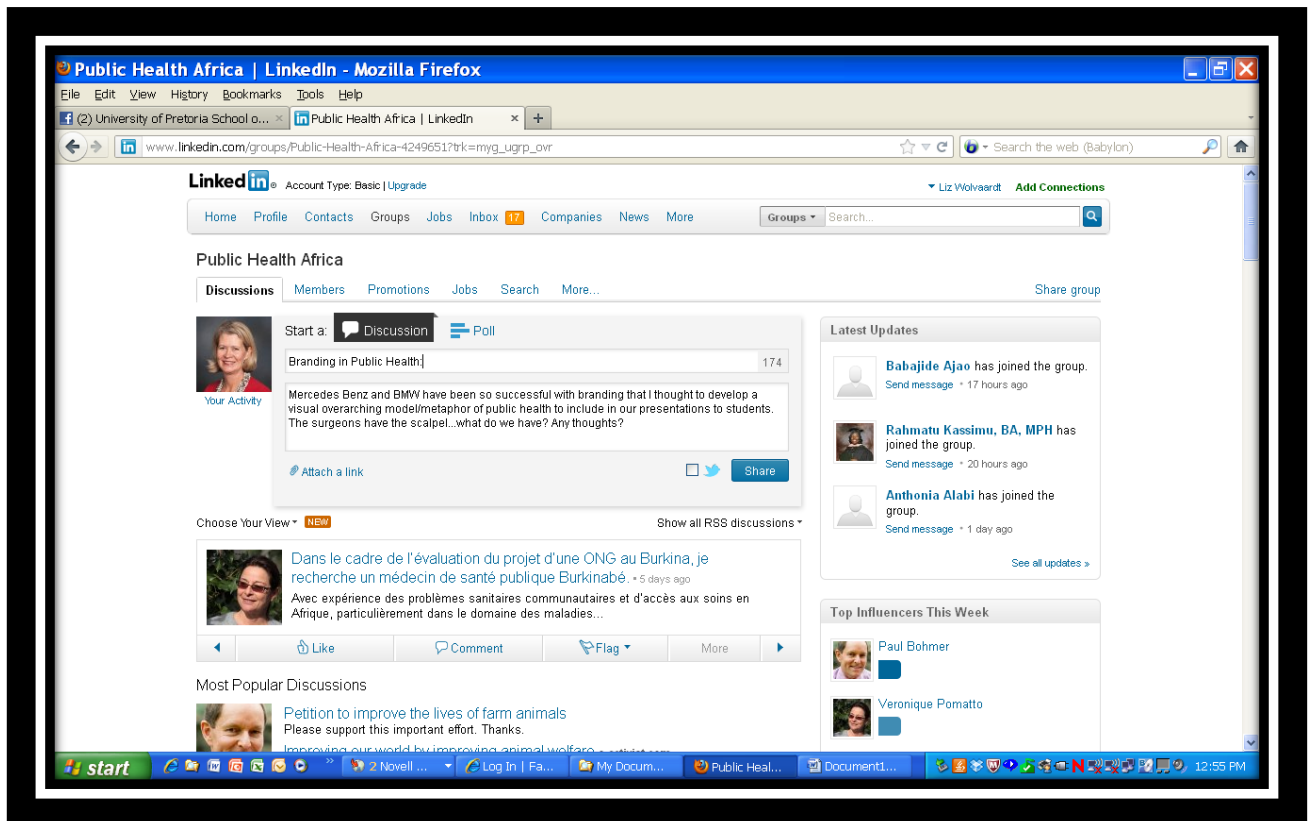 Public Health Africa | LinkedIn - Mozilla Firefox
File Edit View History Bookmarks Tools Help
(2) University of Pretoria School o... × Public Health Africa | LinkedIn × +
www.linkedin.com/groups/Public-Health-Africa-4249651?trk=myg_ugrp_ovr Search the web (Babylon)
Linked in® Account Type: Basic | Upgrade Liz Wolvaardt Add Connections
Home Profile Contacts Groups Jobs Inbox 17 Companies News More Groups Search...
Public Health Africa
Discussions Members Promotions Jobs Search More... Share group
Start a: Discussion Poll
Branding in Public Health: 174
Your Activity
Mercedes Benz and BMW have been so successful with branding that I thought to develop a
visual overarching model/metaphor of public health to include in our presentations to students.
The surgeons have the scalpel...what do we have? Any thoughts?
Attach a link Share
Choose Your View NEW Show all RSS discussions
Dans le cadre de l'évaluation du projet d'une ONG au Burkina, je
recherche un médecin de santé publique Burkinabé. • 5 days ago
Avec expérience des problèmes sanitaires communautaires et d'accès aux soins en
Afrique, particulièrement dans le domaine des maladies...
Like Comment Flag More
Most Popular Discussions
Petition to improve the lives of farm animals
Please support this important effort. Thanks.
Improving our world by improving animal welfare
Latest Updates
Babajide Ajao has joined the group.
Send message • 17 hours ago
Rahmatu Kassimu, BA, MPH has
joined the group.
Send message • 20 hours ago
Anthonia Alabi has joined the
group.
Send message • 1 day ago
See all updates »
Top Influencers This Week
Paul Bohmer
Veronique Pomatto
start 2 Novell ... Log In | Fa... My Docum... Public Heal... Document1... 12:55 PM